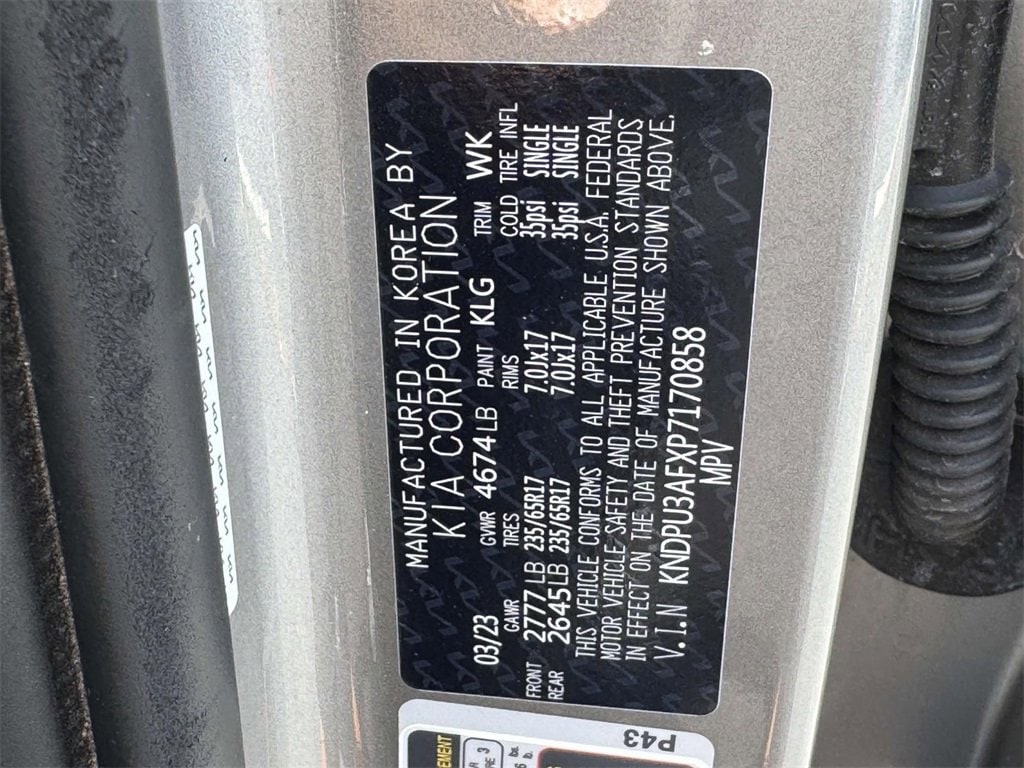 MANUFACTURED IN KOREA BY
KIA CORPORATION
03/23 GVWR 4674LB PAINT KLG TRIM WK
GAWR TIRES RIMS COLD TIRE INFL
FRONT 2777LB 235/65R17 7.0Jx17 35psi SINGLE
REAR 2645LB 235/65R17 7.0Jx17 35psi SINGLE
THIS VEHICLE CONFORMS TO ALL APPLICABLE U.S.A. FEDERAL
MOTOR VEHICLE SAFETY AND THEFT PREVENTION STANDARDS
IN EFFECT ON THE DATE OF MANUFACTURE SHOWN ABOVE.
V.I.N KNDPU3AFXP7170858
MPV
P43